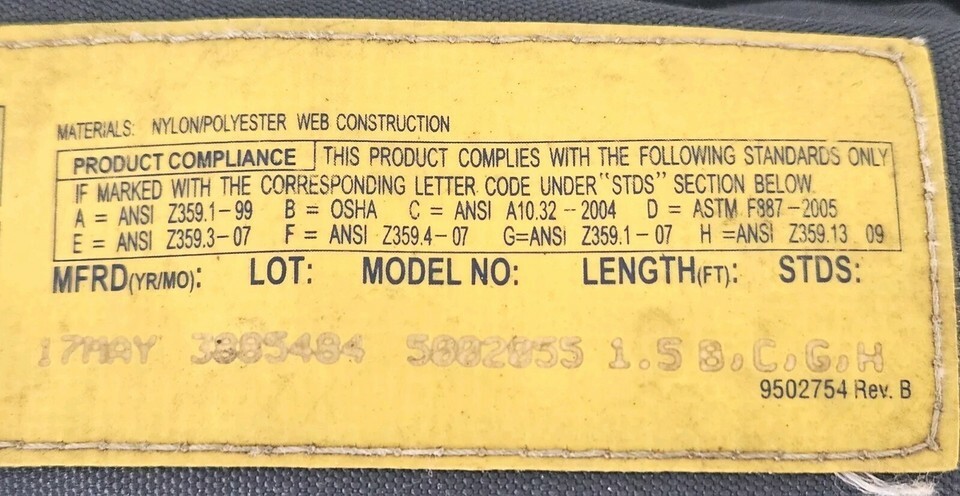 MATERIALS: NYLON/POLYESTER WEB CONSTRUCTION
PRODUCT COMPLIANCE THIS PRODUCT COMPLIES WITH THE FOLLOWING STANDARDS ONLY
IF MARKED WITH THE CORRESPONDING LETTER CODE UNDER "STDS" SECTION BELOW
A = ANSI Z359.1-99 B = OSHA C = ANSI A10.32 - 2004 D = ASTM F887-2005
E = ANSI Z359.3-07 F = ANSI Z359.4-07 G=ANSI Z359.1-07 H =ANSI Z359.13 09
MFRD(YR/MO): LOT: MODEL NO: LENGTH(FT): STDS:
17MAY 3885484 5002055 1.5 B,C,G,H
9502754 Rev. B